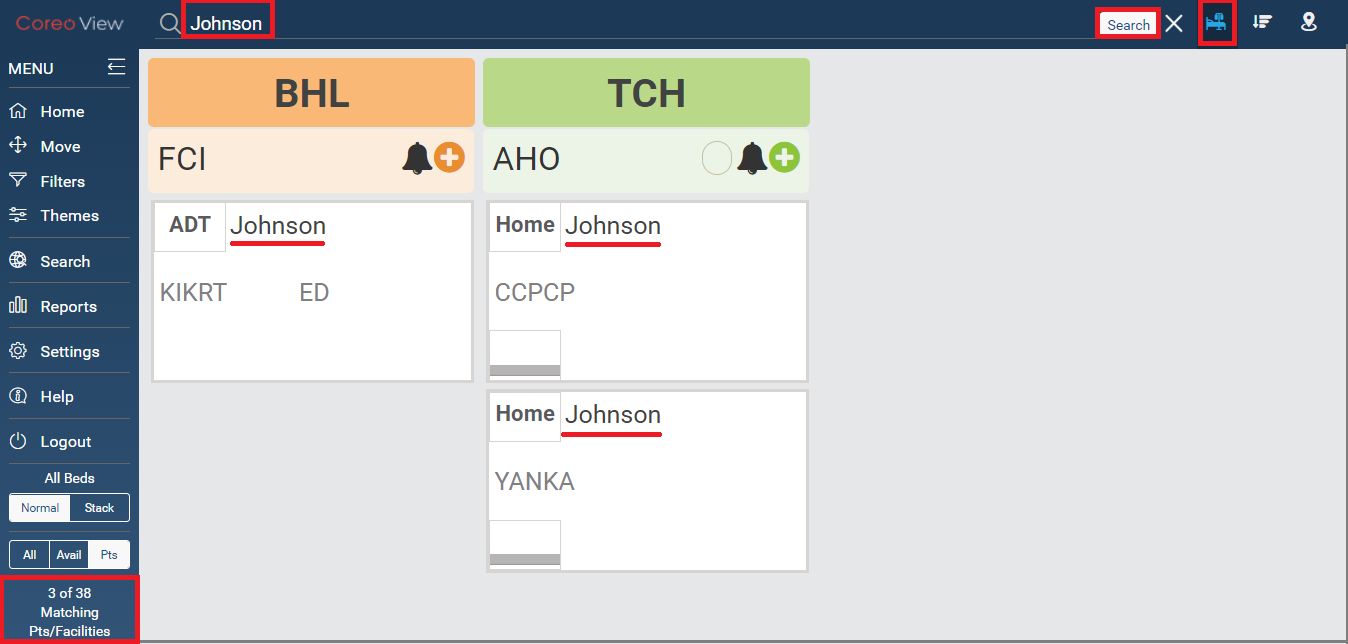 Coreo View
Johnson
Search
MENU
Home
Move
Filters
Themes
Search
Reports
Settings
Help
Logout
All Beds
Normal Stack
All Avail Pts
3 of 38
Matching
Pts/Facilities
BHL
FCI
ADT Johnson
KIKRT ED
TCH
AHO
Home Johnson
CCPCP
Home Johnson
YANKA